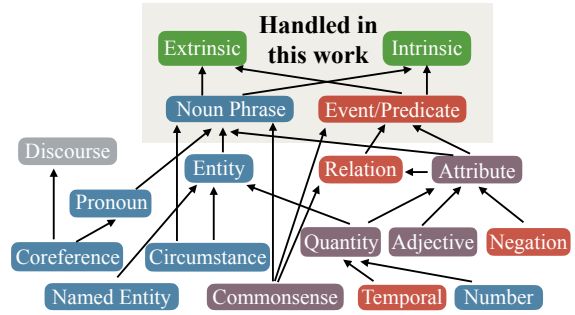 Handled in
this work
Extrinsic
Intrinsic
Noun Phrase
Event/Predicate
Discourse
Entity
Relation
Attribute
Pronoun
Coreference
Circumstance
Quantity
Adjective
Negation
Named Entity
Commonsense
Temporal
Number